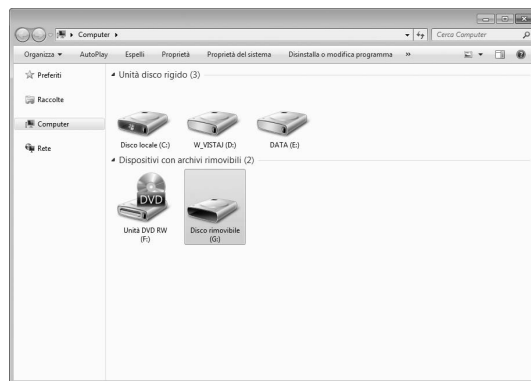 Computer
Cerca Computer
Organizza AutoPlay Espelli Proprietà Proprietà del sistema Disinstalla o modifica programma »
Preferiti
Raccolte
Computer
Rete
Unità disco rigido (3)
Disco locale (C:) W_VISTAJ (D:) DATA (E:)
Dispositivi con archivi rimovibili (2)
DVD
Unità DVD RW (F:)
Disco rimovibile (G:)